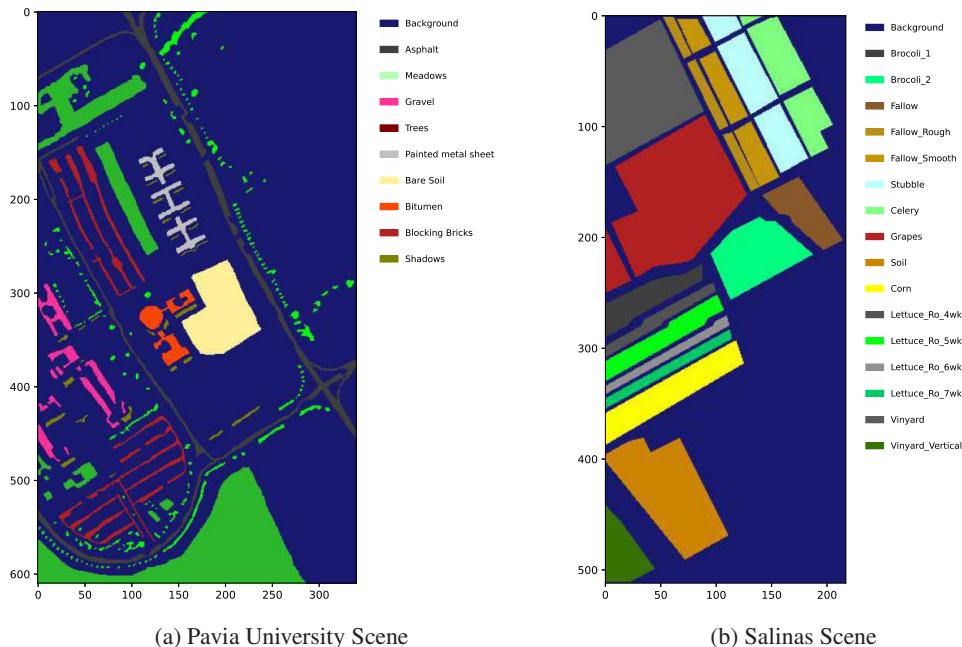 0
100
200
300
400
500
600
0
50
100
150
200
250
300
Background
Asphalt
Meadows
Gravel
Trees
Painted metal sheet
Bare Soil
Bitumen
Blocking Bricks
Shadows
(a) Pavia University Scene
0
100
200
300
400
500
0
50
100
150
200
Background
Brocoli_1
Brocoli_2
Fallow
Fallow_Rough
Fallow_Smooth
Stubble
Celery
Grapes
Soil
Corn
Lettuce_Ro_4wk
Lettuce_Ro_5wk
Lettuce_Ro_6wk
Lettuce_Ro_7wk
Vinyard
Vinyard_Vertical
(b) Salinas Scene